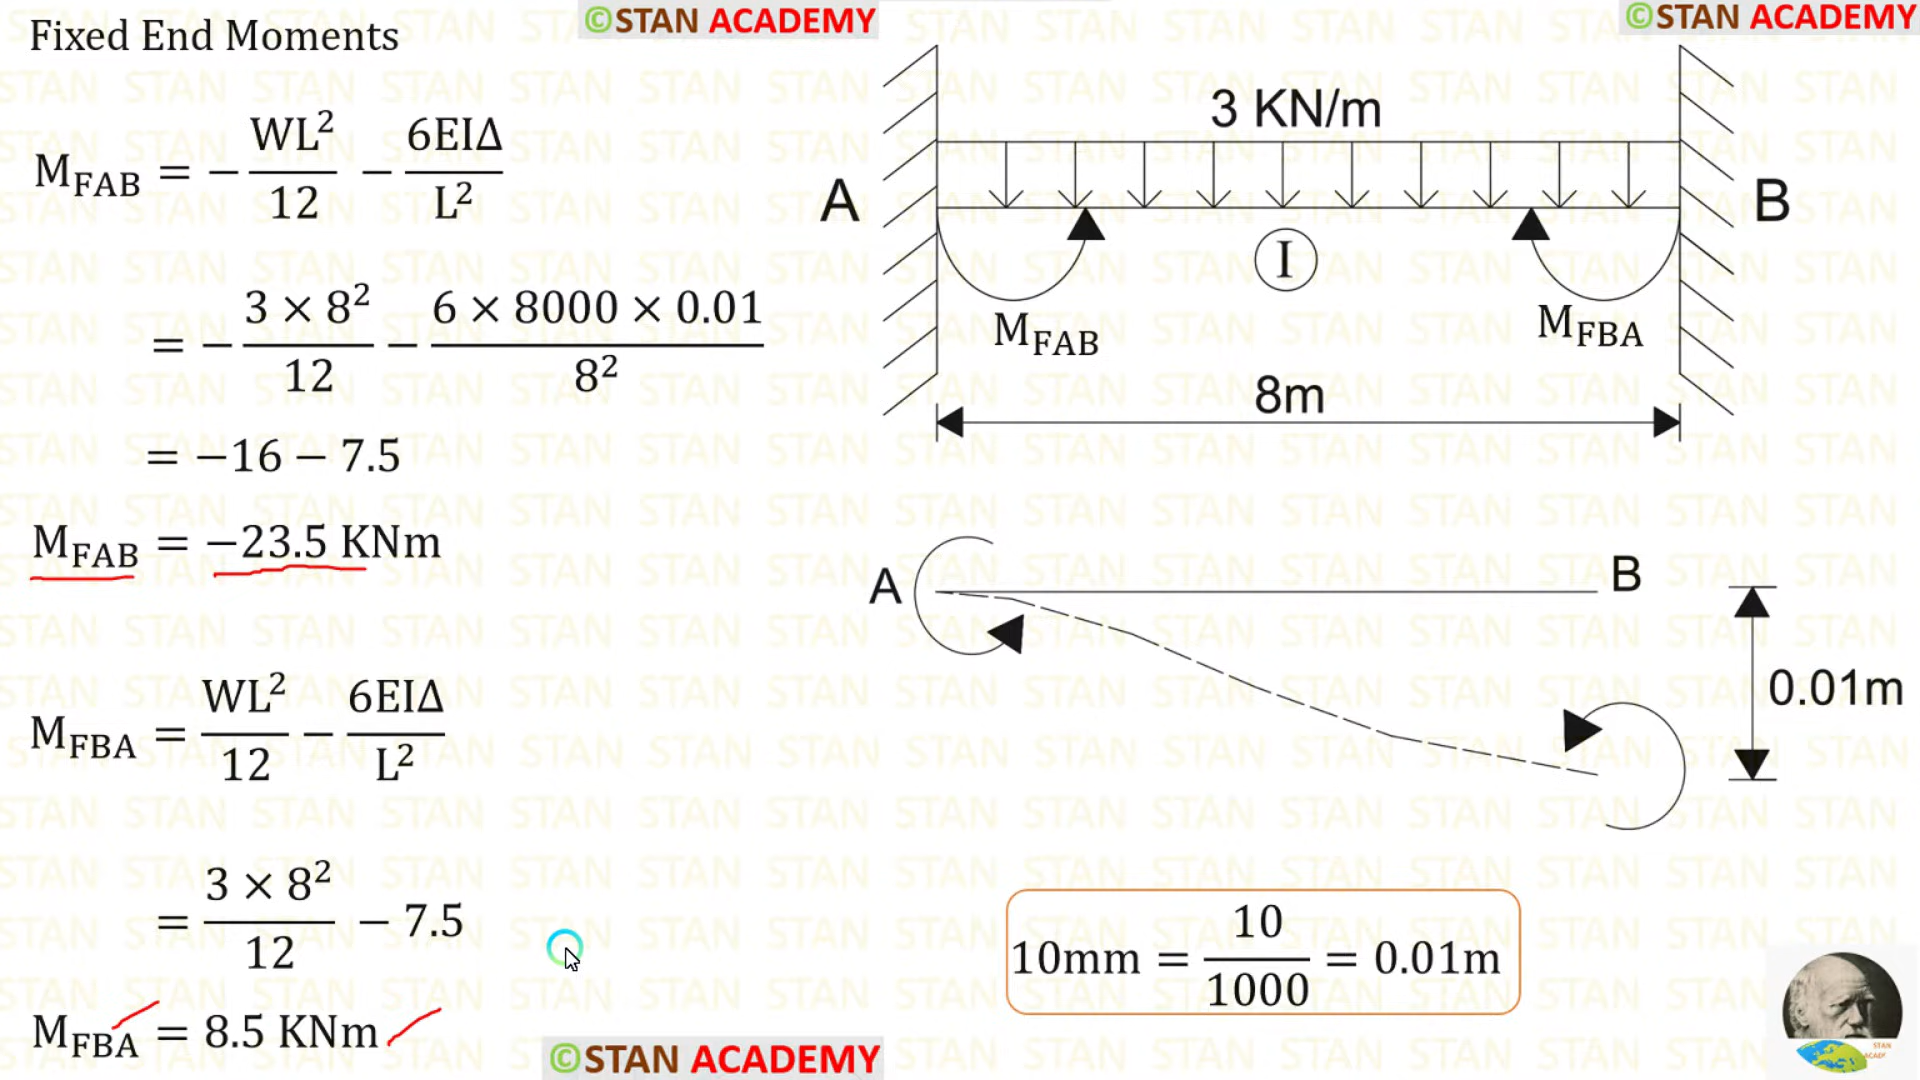 ©STAN ACADEMY
©STAN ACADEMY
Fixed End Moments
M_FAB = − WL²/12 − 6EIΔ/L²
= − 3 × 8²/12 − 6 × 8000 × 0.01/8²
= −16 − 7.5
M_FAB = −23.5 KNm
M_FBA = WL²/12 − 6EIΔ/L²
= 3 × 8²/12 − 7.5
M_FBA = 8.5 KNm
3 KN/m
A
B
I
M_FAB
M_FBA
8m
A
B
0.01m
10mm = 10/1000 = 0.01m
©STAN ACADEMY
STAN